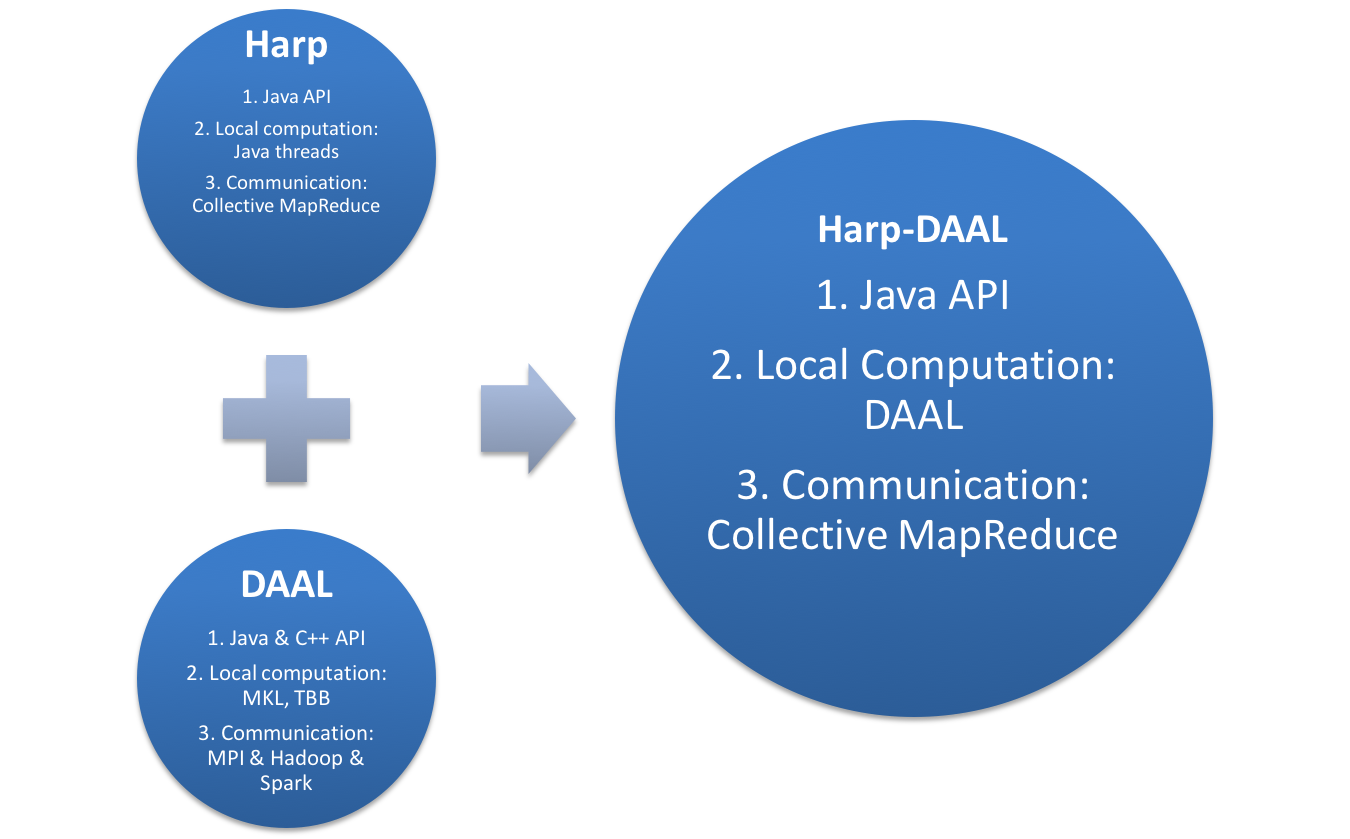 Harp
1. Java API
2. Local computation:
Java threads
3. Communication:
Collective MapReduce
DAAL
1. Java & C++ API
2. Local computation:
MKL, TBB
3. Communication:
MPI & Hadoop &
Spark
Harp-DAAL
1. Java API
2. Local Computation:
DAAL
3. Communication:
Collective MapReduce